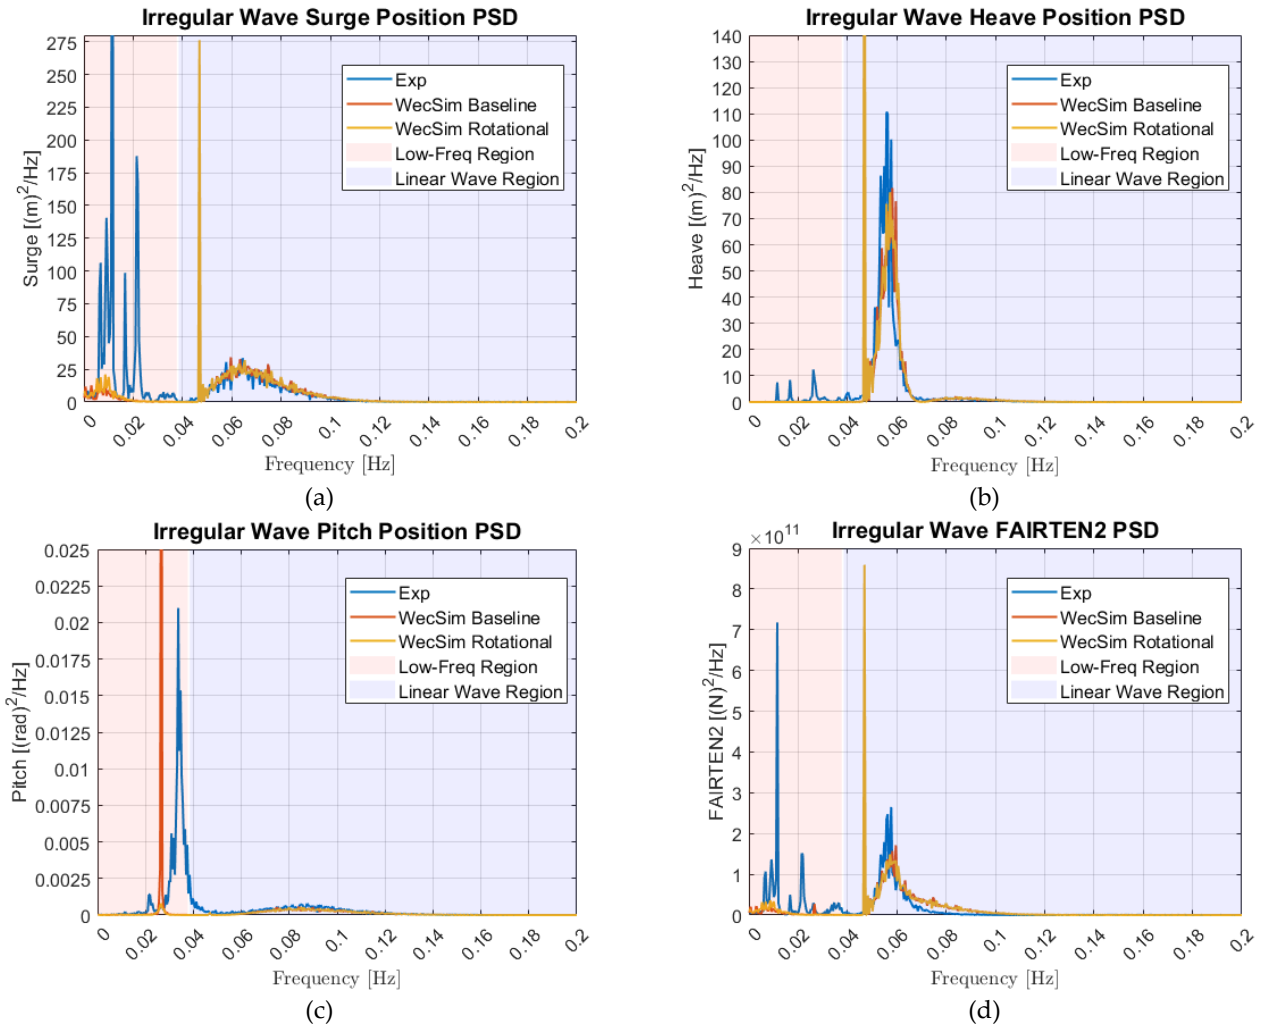 Irregular Wave Surge Position PSD
275
250
225
200
175
150
125
100
75
50
25
0
Surge [(m)²/Hz]
Exp
WecSim Baseline
WecSim Rotational
Low-Freq Region
Linear Wave Region
0 0.02 0.04 0.06 0.08 0.1 0.12 0.14 0.16 0.18 0.2
Frequency [Hz]
(a)
Irregular Wave Heave Position PSD
140
130
120
110
100
90
80
70
60
50
40
30
20
10
0
Heave [(m)²/Hz]
Exp
WecSim Baseline
WecSim Rotational
Low-Freq Region
Linear Wave Region
0 0.02 0.04 0.06 0.08 0.1 0.12 0.14 0.16 0.18 0.2
Frequency [Hz]
(b)
Irregular Wave Pitch Position PSD
0.025
0.0225
0.02
0.0175
0.015
0.0125
0.01
0.0075
0.005
0.0025
0
Pitch [(rad)²/Hz]
Exp
WecSim Baseline
WecSim Rotational
Low-Freq Region
Linear Wave Region
0 0.02 0.04 0.06 0.08 0.1 0.12 0.14 0.16 0.18 0.2
Frequency [Hz]
(c)
Irregular Wave FAIRTEN2 PSD
×10¹¹
9
8
7
6
5
4
3
2
1
0
FAIRTEN2 [(N)²/Hz]
Exp
WecSim Baseline
WecSim Rotational
Low-Freq Region
Linear Wave Region
0 0.02 0.04 0.06 0.08 0.1 0.12 0.14 0.16 0.18 0.2
Frequency [Hz]
(d)